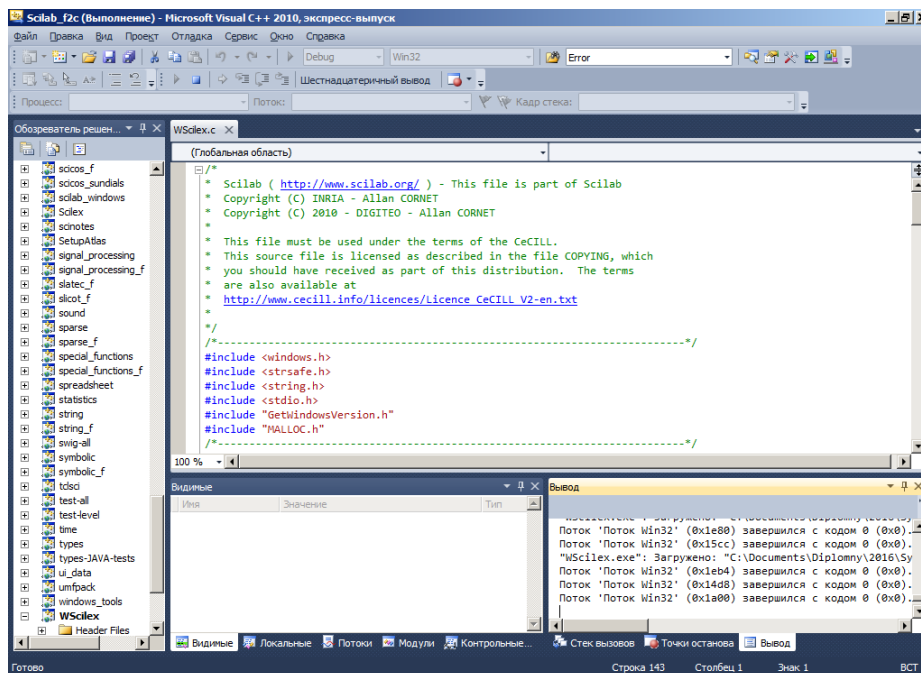 Scilab_f2c (Выполнение) - Microsoft Visual C++ 2010, экспресс-выпуск
Файл Правка Вид Проект Отладка Сервис Окно Справка
Debug Win32 Error
Шестнадцатеричный вывод
Процесс: Поток: Кадр стека:
Обозреватель решен...
WScilex.c
(Глобальная область)
scicos_f
scicos_sundials
scilab_windows
Scilex
scinotes
SetupAtlas
signal_processing
signal_processing_f
slatec_f
slicot_f
sound
sparse
sparse_f
special_functions
special_functions_f
spreadsheet
statistics
string
string_f
swig-all
symbolic
symbolic_f
tclsci
test-all
test-level
time
types
types-JAVA-tests
ui_data
umfpack
windows_tools
WScilex
Header Files
/*
* Scilab ( http://www.scilab.org/ ) - This file is part of Scilab
* Copyright (C) INRIA - Allan CORNET
* Copyright (C) 2010 - DIGITEO - Allan CORNET
*
* This file must be used under the terms of the CeCILL.
* This source file is licensed as described in the file COPYING, which
* you should have received as part of this distribution. The terms
* are also available at
* http://www.cecill.info/licences/Licence_CeCILL_V2-en.txt
*
*/
/*--------------------------------------------------------------------------*/
#include <windows.h>
#include <strsafe.h>
#include <string.h>
#include <stdio.h>
#include "GetWindowsVersion.h"
#include "MALLOC.h"
/*--------------------------------------------------------------------------*/
100 %
Видимые
Имя Значение Тип
Вывод
Поток 'Поток Win32' (0x1e80) завершился с кодом 0 (0x0).
Поток 'Поток Win32' (0x15cc) завершился с кодом 0 (0x0).
"WScilex.exe": Загружено: "C:\Documents\Diplomny\2016\Sy
Поток 'Поток Win32' (0x1eb4) завершился с кодом 0 (0x0).
Поток 'Поток Win32' (0x14d8) завершился с кодом 0 (0x0).
Поток 'Поток Win32' (0x1a00) завершился с кодом 0 (0x0).
Видимые Локальные Потоки Модули Контрольные...
Стек вызовов Точки останова Вывод
Готово Строка 143 Столбец 1 Знак 1 ВСТ